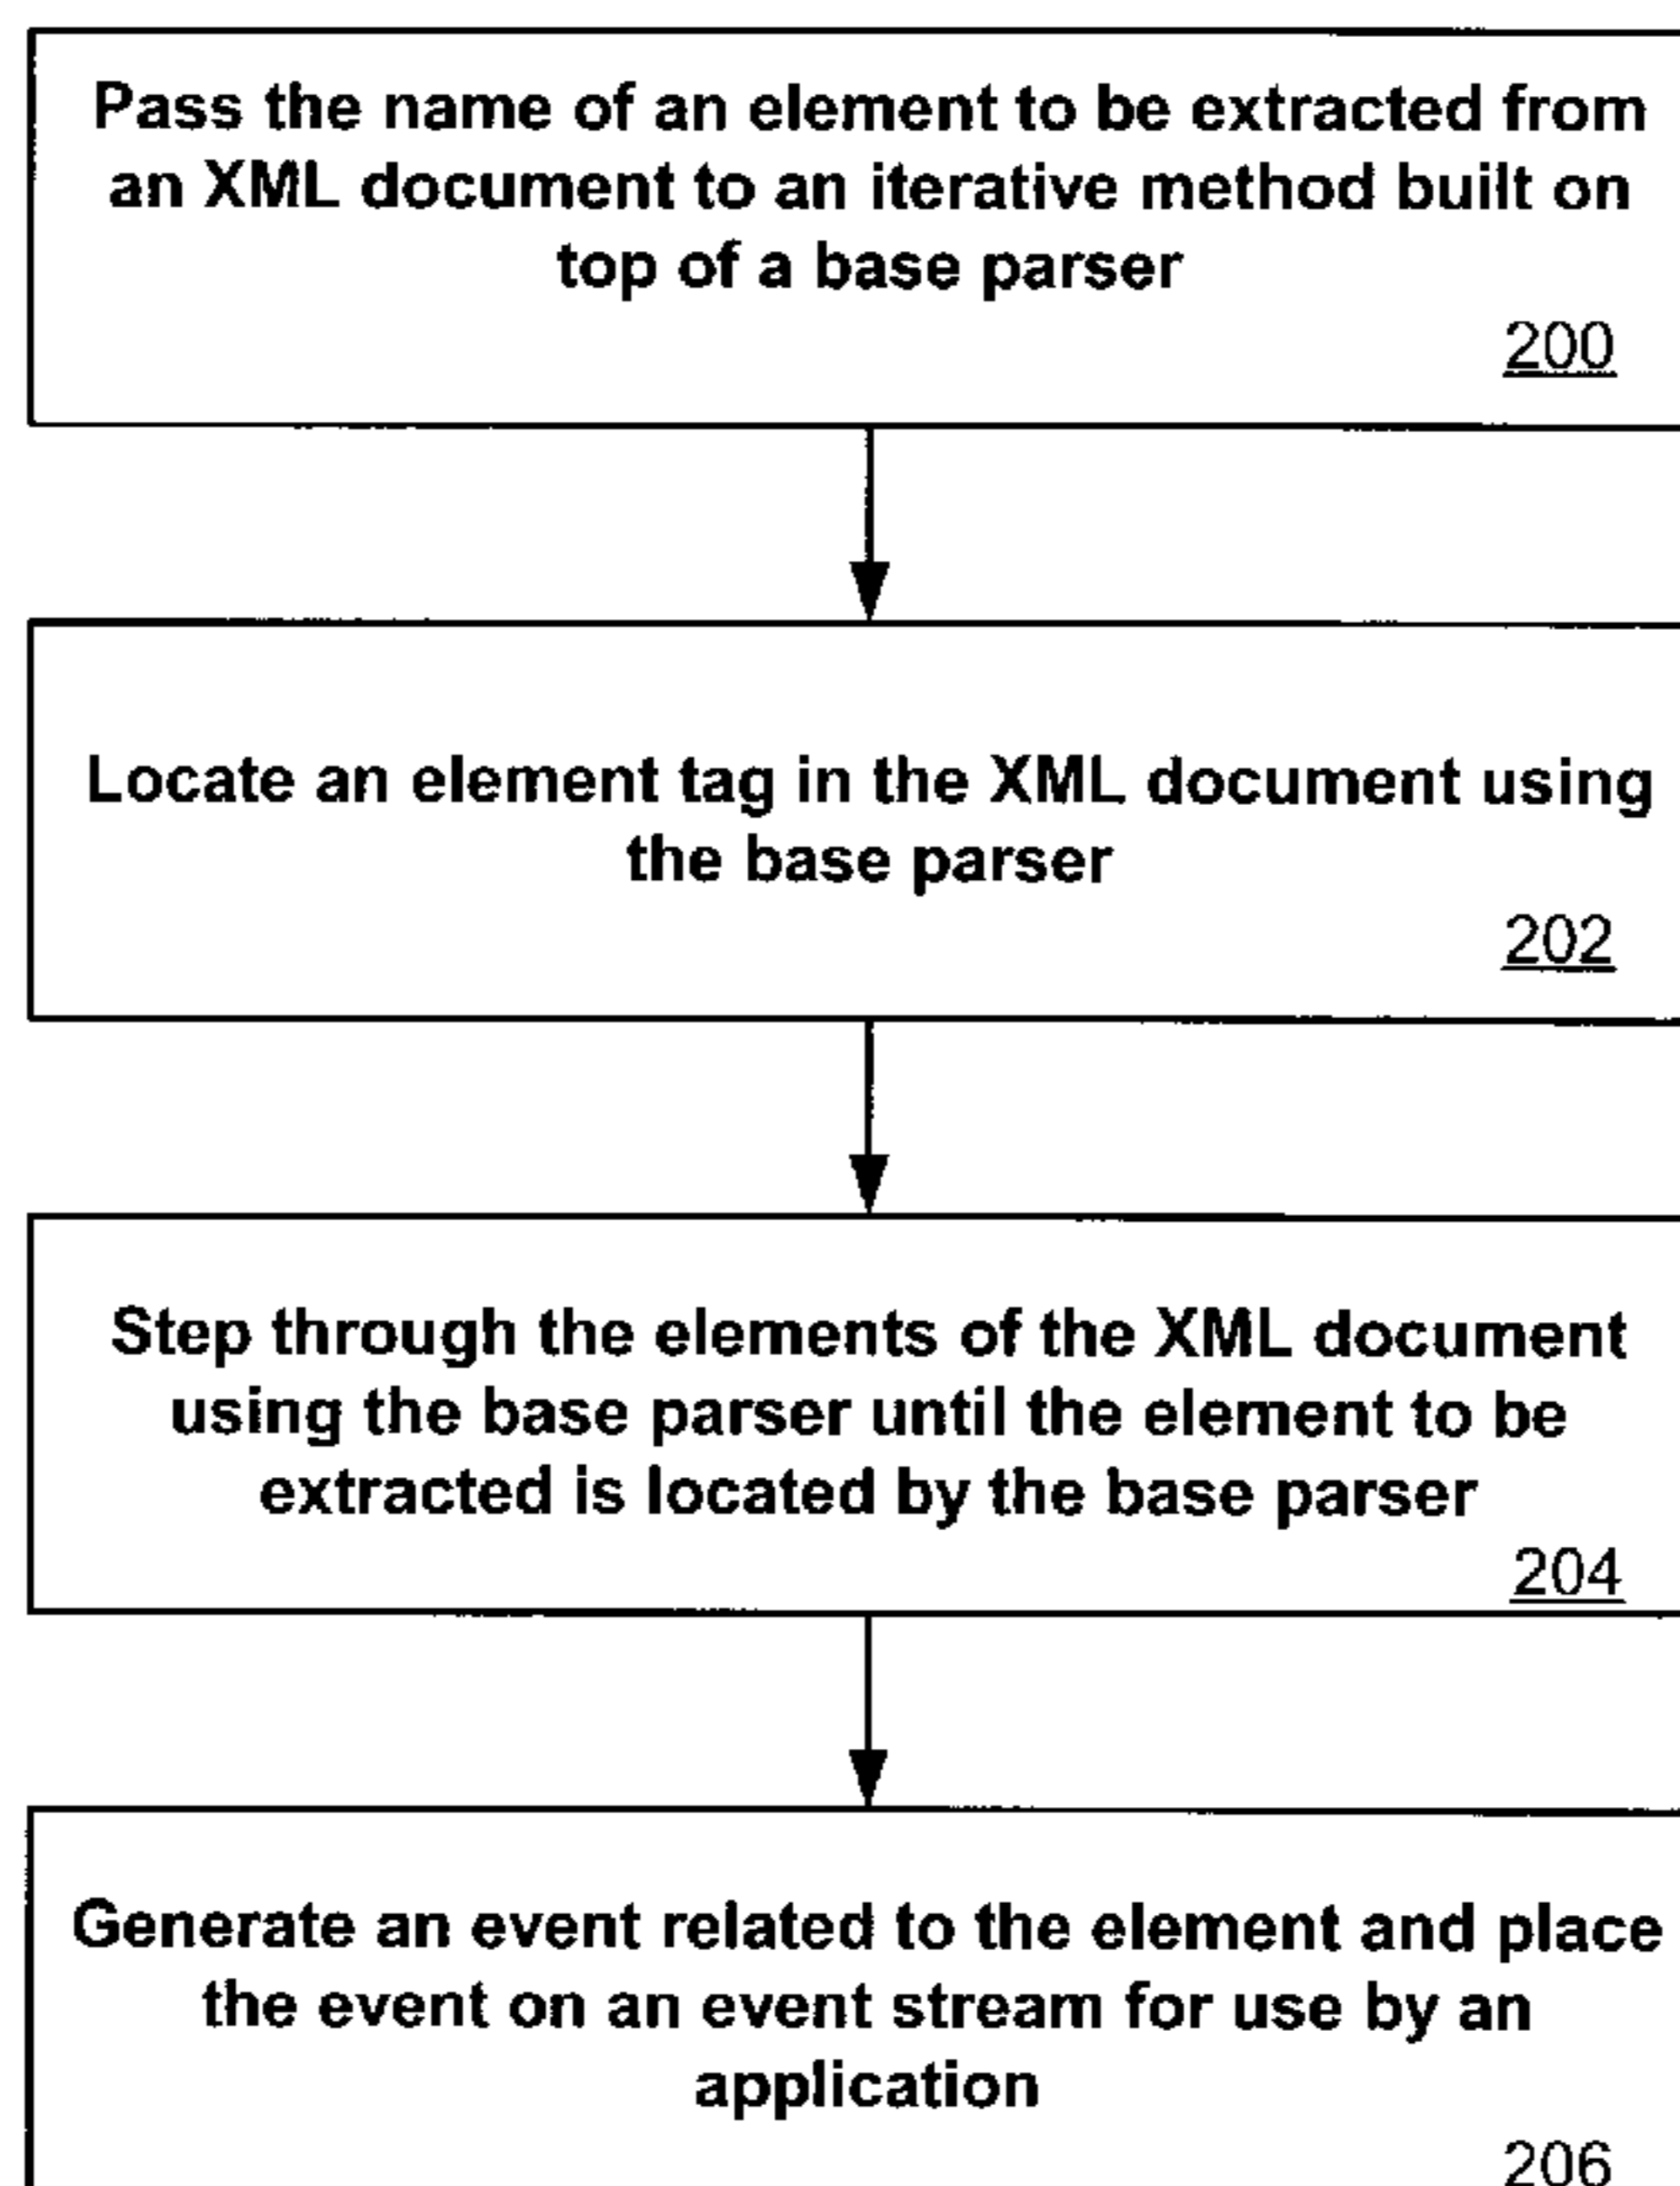 Pass the name of an element to be extracted from
an XML document to an iterative method built on
top of a base parser
200
Locate an element tag in the XML document using
the base parser
202
Step through the elements of the XML document
using the base parser until the element to be
extracted is located by the base parser
204
Generate an event related to the element and place
the event on an event stream for use by an
application
206